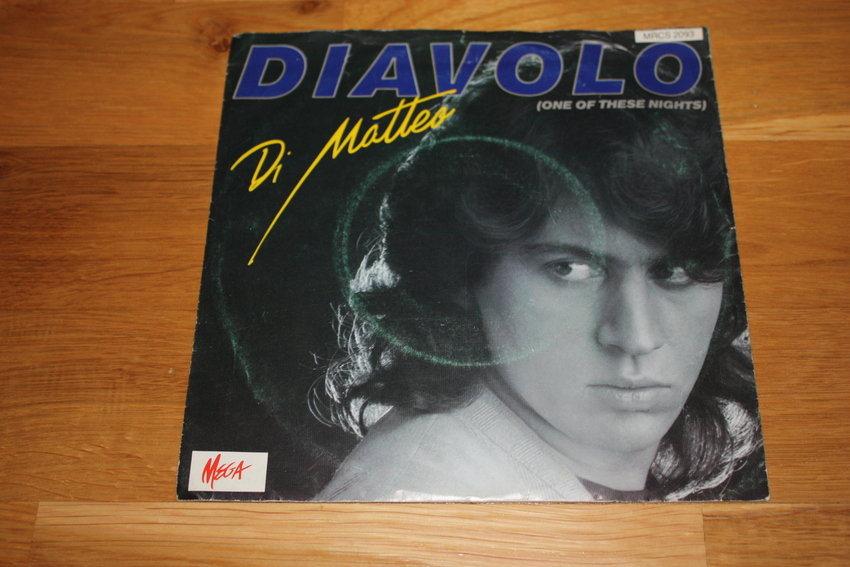 MRCS 2093
DIAVOLO
(ONE OF THESE NIGHTS)
Di Matteo
MEGA